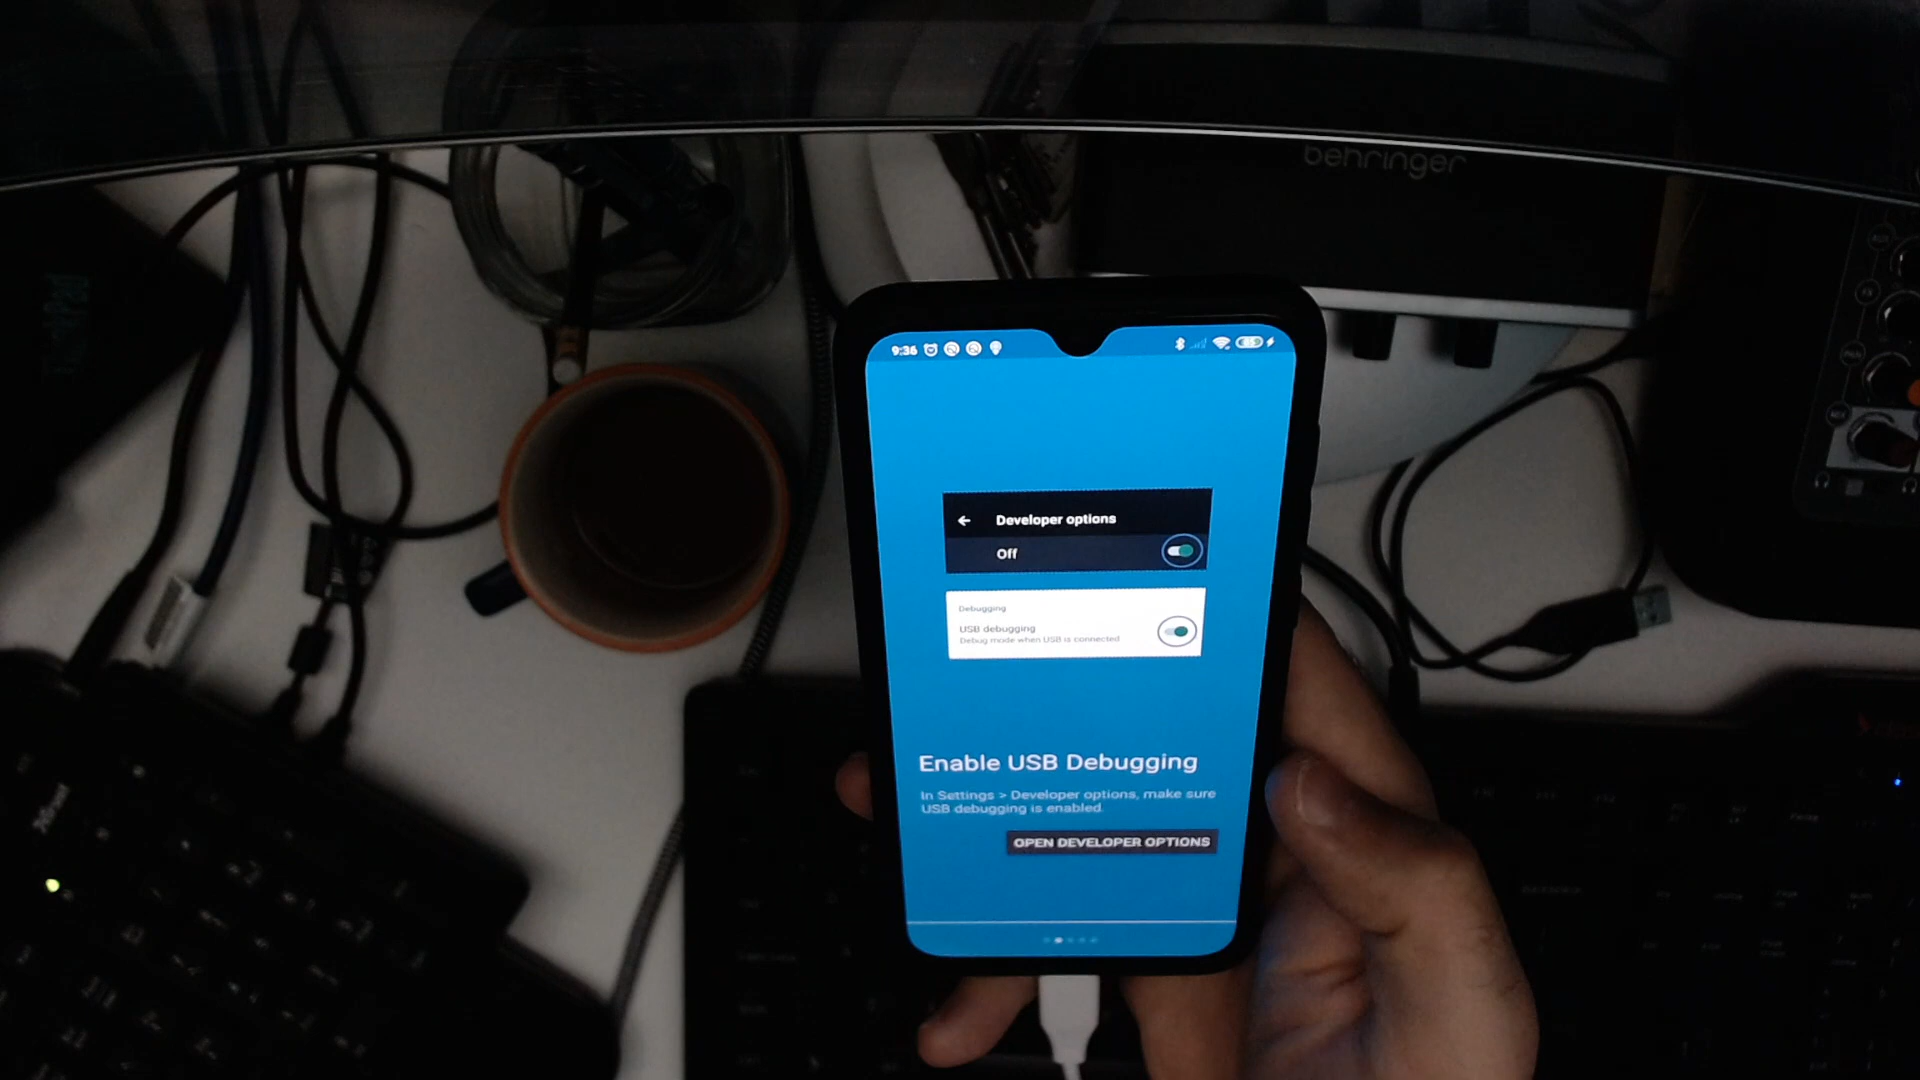 behringer
9:36
85
Developer options
Off
Debugging
USB debugging
Debug mode when USB is connected
Enable USB Debugging
In Settings > Developer options, make sure
USB debugging is enabled.
OPEN DEVELOPER OPTIONS